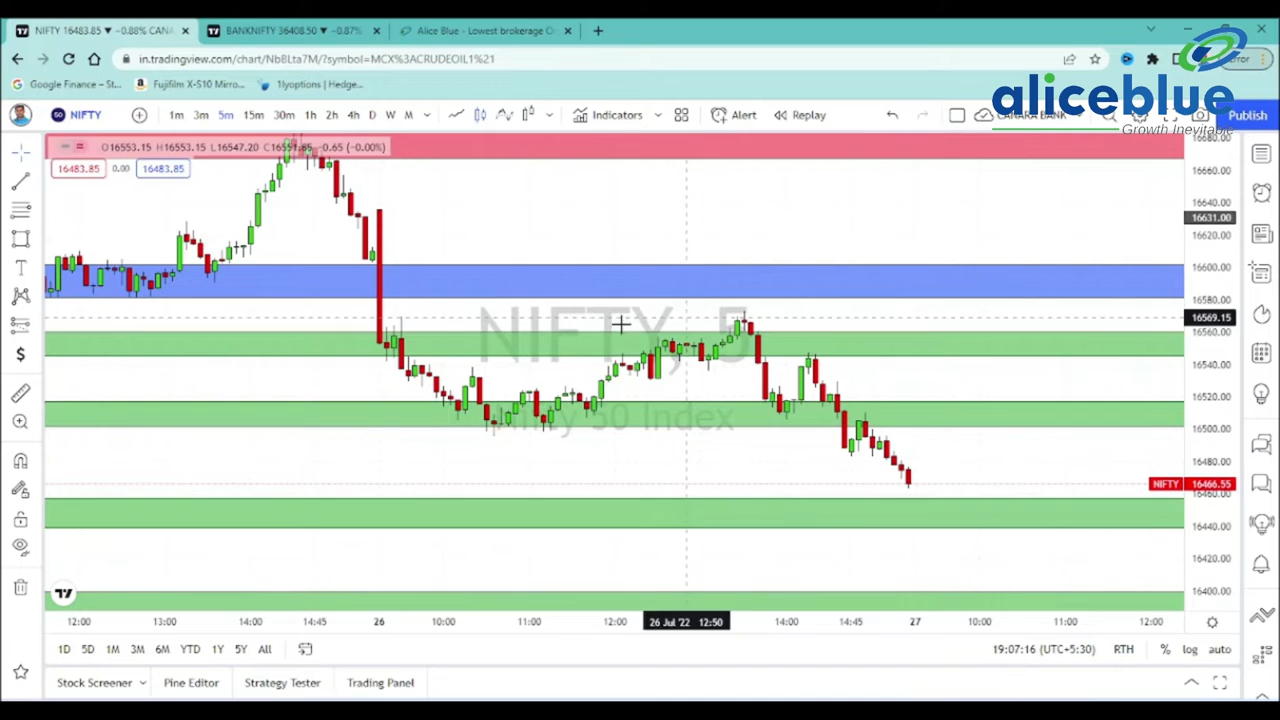 NIFTY 16483.85 ▼ −0.88% CANA
BANKNIFTY 36408.50 ▼ −0.87%
Alice Blue - Lowest brokerage O
in.tradingview.com/chart/NbBLta7M/?symbol=MCX%3ACRUDEOIL1%21
Error
Google Finance – St...
Fujifilm X-S10 Mirro...
1lyoptions | Hedge...
aliceblue
Growth Inevitable
NIFTY
1m 3m 5m 15m 30m 1h 2h 4h D W M
Indicators
Alert
Replay
CANARA BANK
Publish
O16553.15 H16553.15 L16547.20 C16551.85 −0.65 (−0.00%)
16483.85 0.00 16483.85
NIFTY, 5
Nifty 50 Index
16680.00
16660.00
16640.00
16631.00
16620.00
16600.00
16580.00
16569.15
16560.00
16540.00
16520.00
16500.00
16480.00
NIFTY 16466.55
16460.00
16440.00
16420.00
16400.00
12:00 13:00 14:00 14:45 26 10:00 11:00 12:00 26 Jul '22 12:50 14:00 14:45 27 10:00 11:00 12:00
1D 5D 1M 3M 6M YTD 1Y 5Y All
19:07:16 (UTC+5:30) RTH % log auto
Stock Screener Pine Editor Strategy Tester Trading Panel